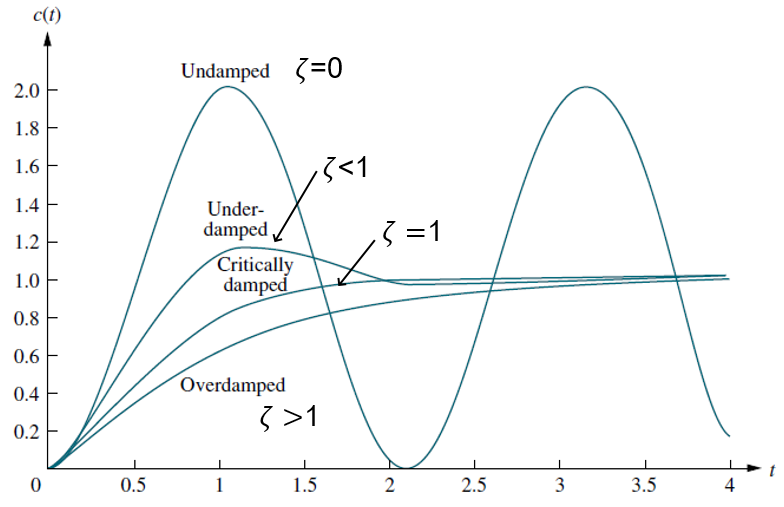 c(t)
Undamped ζ=0
2.0
1.8
1.6
ζ<1
1.4
Under-
damped
1.2
ζ =1
Critically
damped
1.0
0.8
0.6
Overdamped
0.4
ζ >1
0.2
0 0.5 1 1.5 2 2.5 3 3.5 4 t